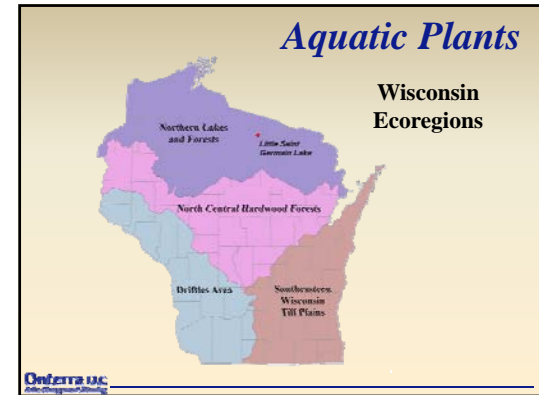 Aquatic Plants
Wisconsin
Ecoregions
Northern Lakes
and Forests
Little Saint
Germain Lake
North Central Hardwood Forests
Driftles Area
Southeastern
Wisconsin
Till Plains
Onterra LLC